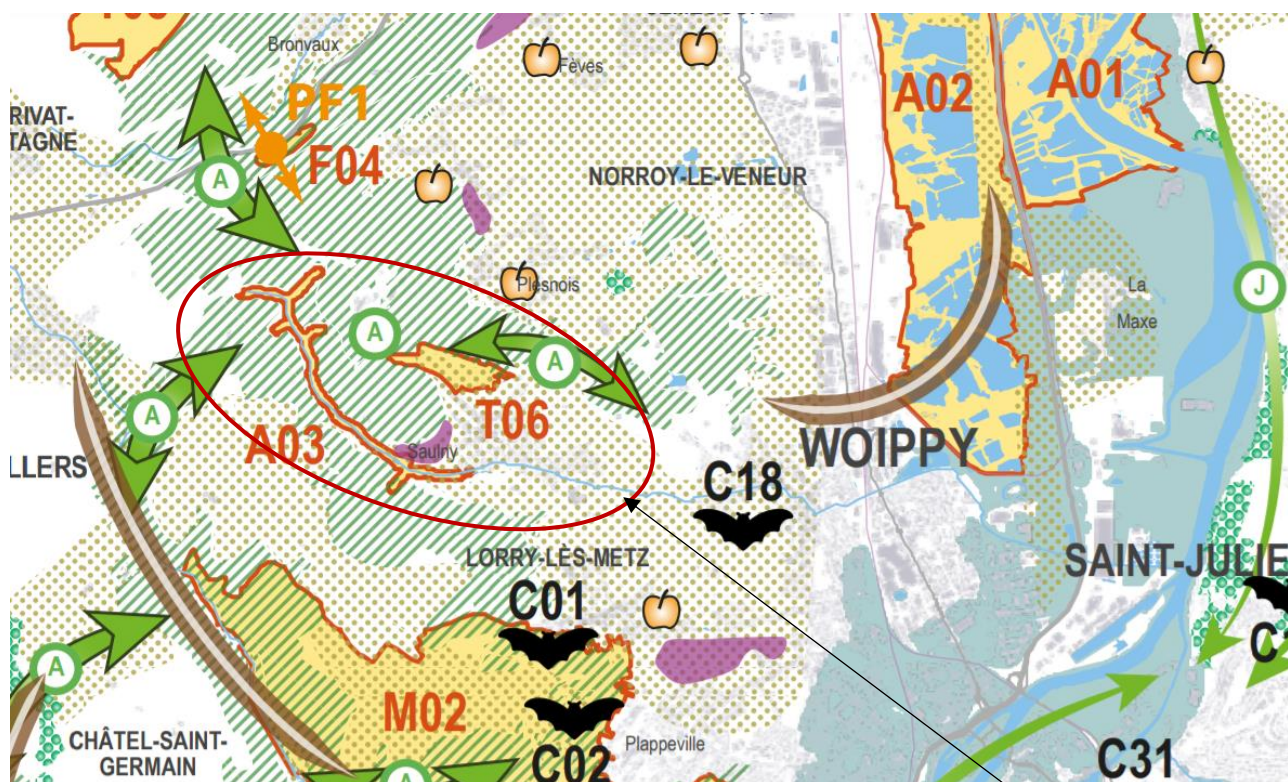 Bronvaux
Fèves
PF1
F04
RIVAT-
TAGNE
A
A02
A01
NORROY-LE-VENEUR
Plesnois
La
Maxe
J
A
A
A
A03
T06
Saulny
LLERS
WOIPPY
C18
LORRY-LÈS-METZ
SAINT-JULIE
C01
C
A
M02
C02
Plappeville
CHÂTEL-SAINT-
GERMAIN
A
C31